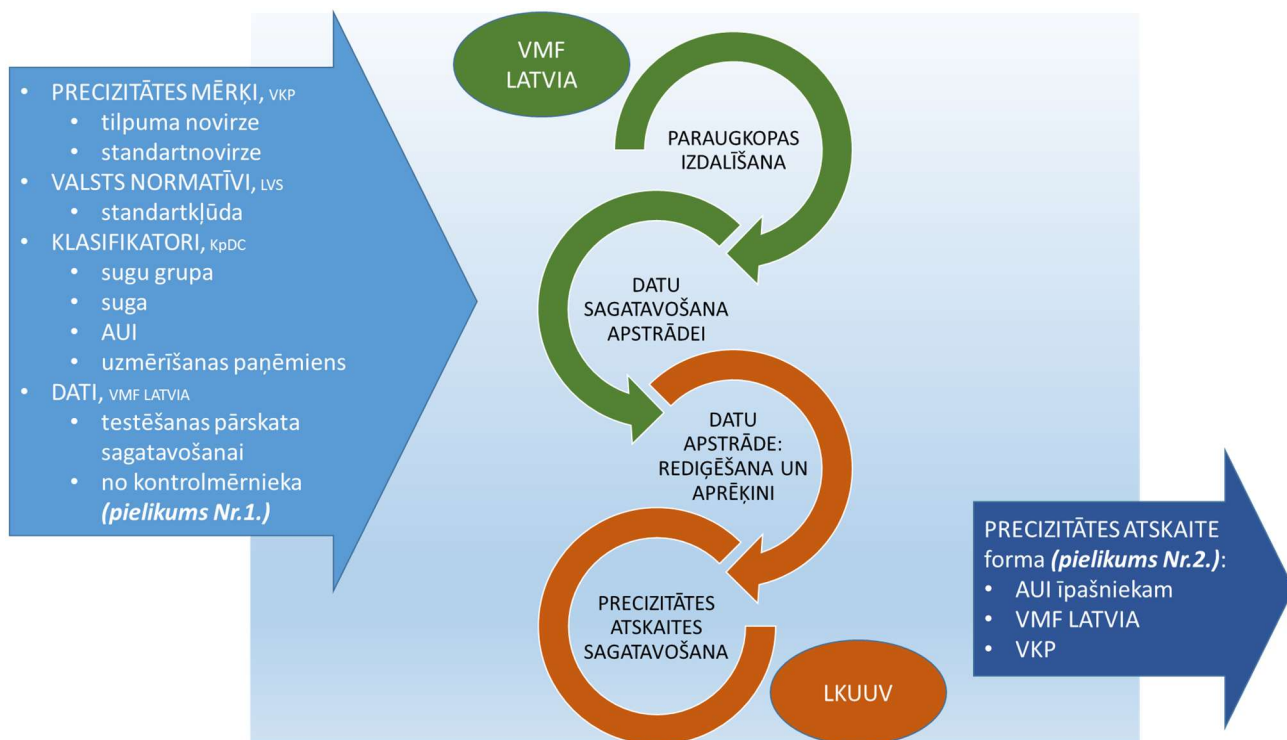 • PRECIZITĀTES MĒRĶI, VKP
• tilpuma novirze
• standartnovirze
• VALSTS NORMATĪVI, LVS
• standartkļūda
• KLASIFIKATORI, KpDC
• sugu grupa
• suga
• AUI
• uzmērīšanas paņēmiens
• DATI, VMF LATVIA
• testēšanas pārskata
sagatavošanai
• no kontrolmērnieka
(pielikums Nr.1.)
VMF
LATVIA
PARAUGKOPAS
IZDALĪŠANA
DATU
SAGATAVOŠANA
APSTRĀDEI
DATU
APSTRĀDE:
REDIĢĒŠANA UN
APRĒĶINI
PRECIZITĀTES
ATSKAITES
SAGATAVOŠANA
LKUUV
PRECIZITĀTES ATSKAITE
forma (pielikums Nr.2.):
• AUI īpašniekam
• VMF LATVIA
• VKP